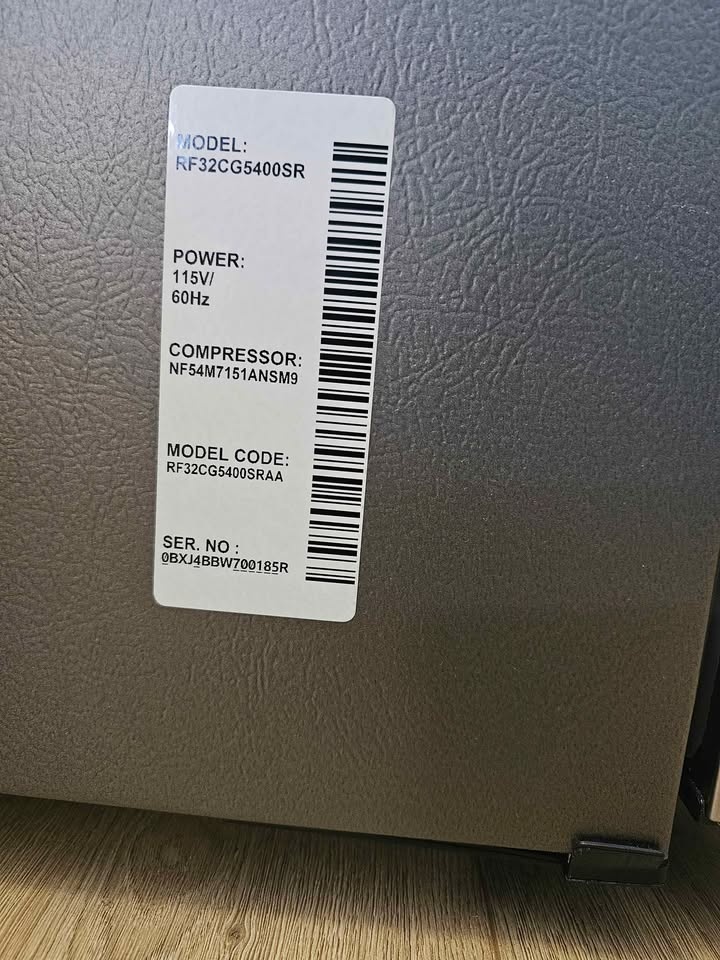 MODEL:
RF32CG5400SR
POWER:
115V/
60Hz
COMPRESSOR:
NF54M7151ANSM9
MODEL CODE:
RF32CG5400SRAA
SER. NO :
0BXJ4BBW700185R